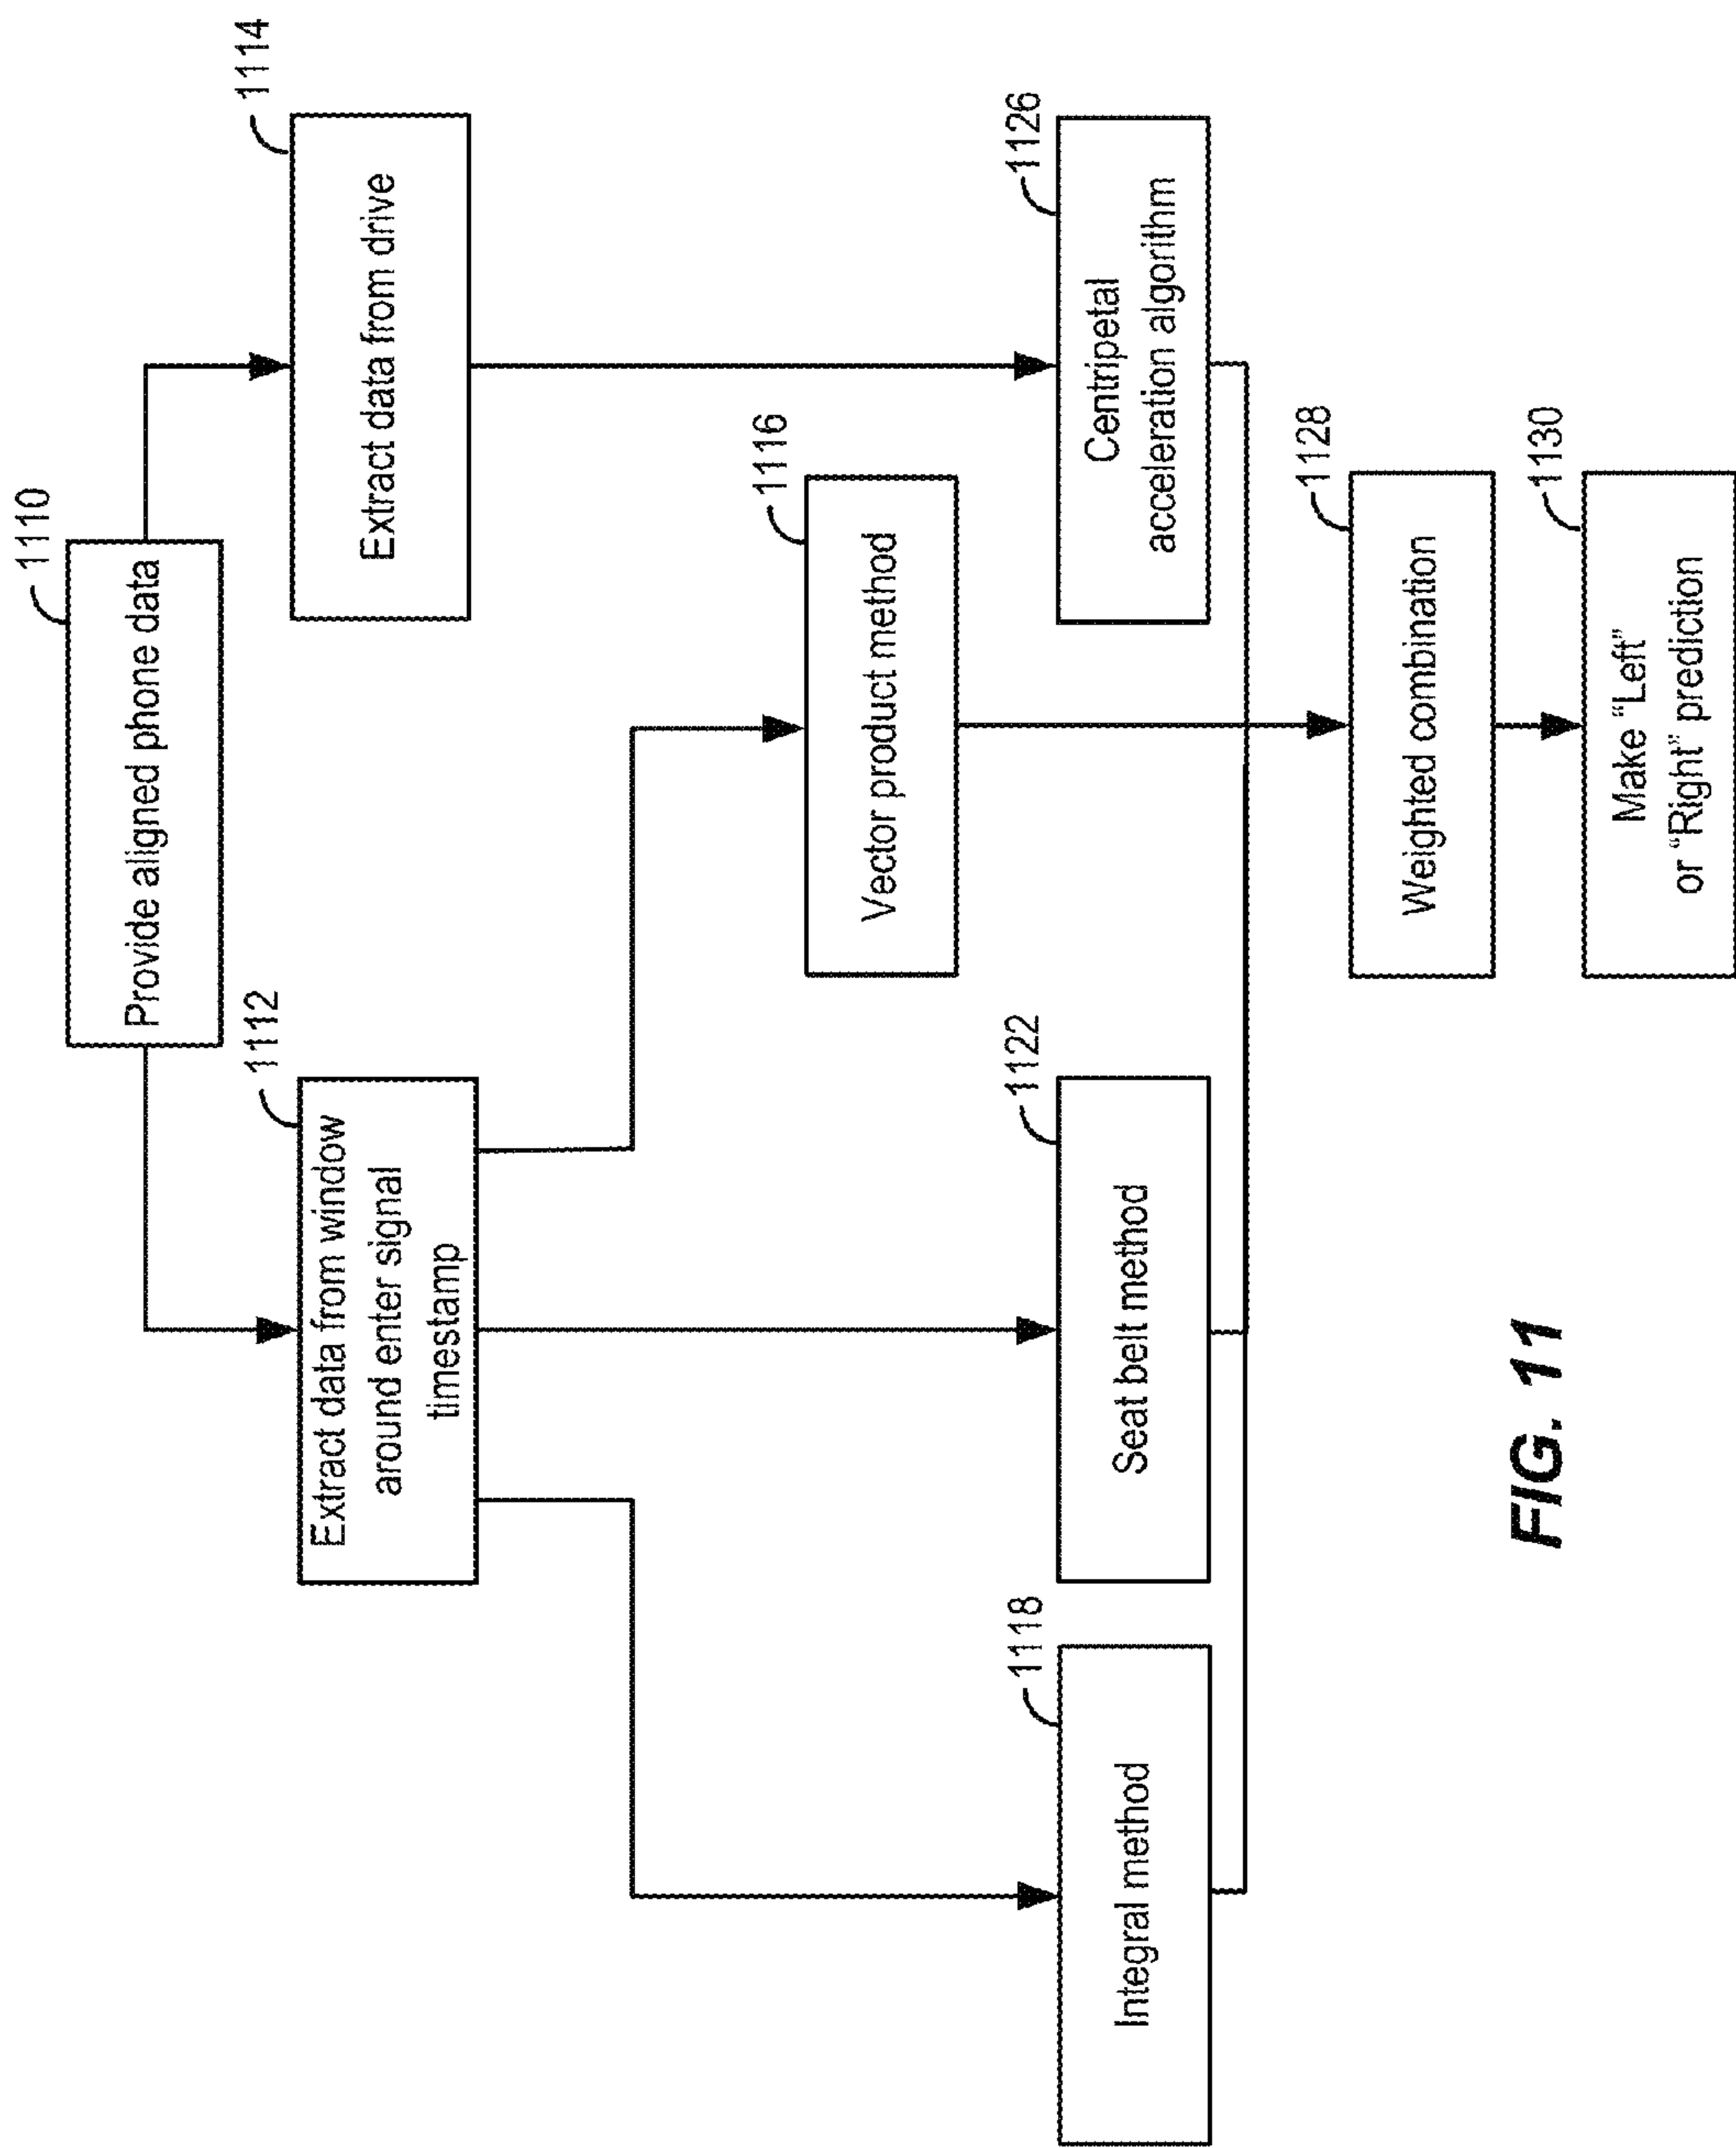 1110
Provide aligned phone data
1112
Extract data from window
around enter signal
timestamp
1114
Extract data from drive
1116
Vector product method
1118
Integral method
1122
Seat belt method
1126
Centripetal
acceleration algorithm
1128
Weighted combination
1130
Make “Left”
or “Right” prediction
FIG. 11